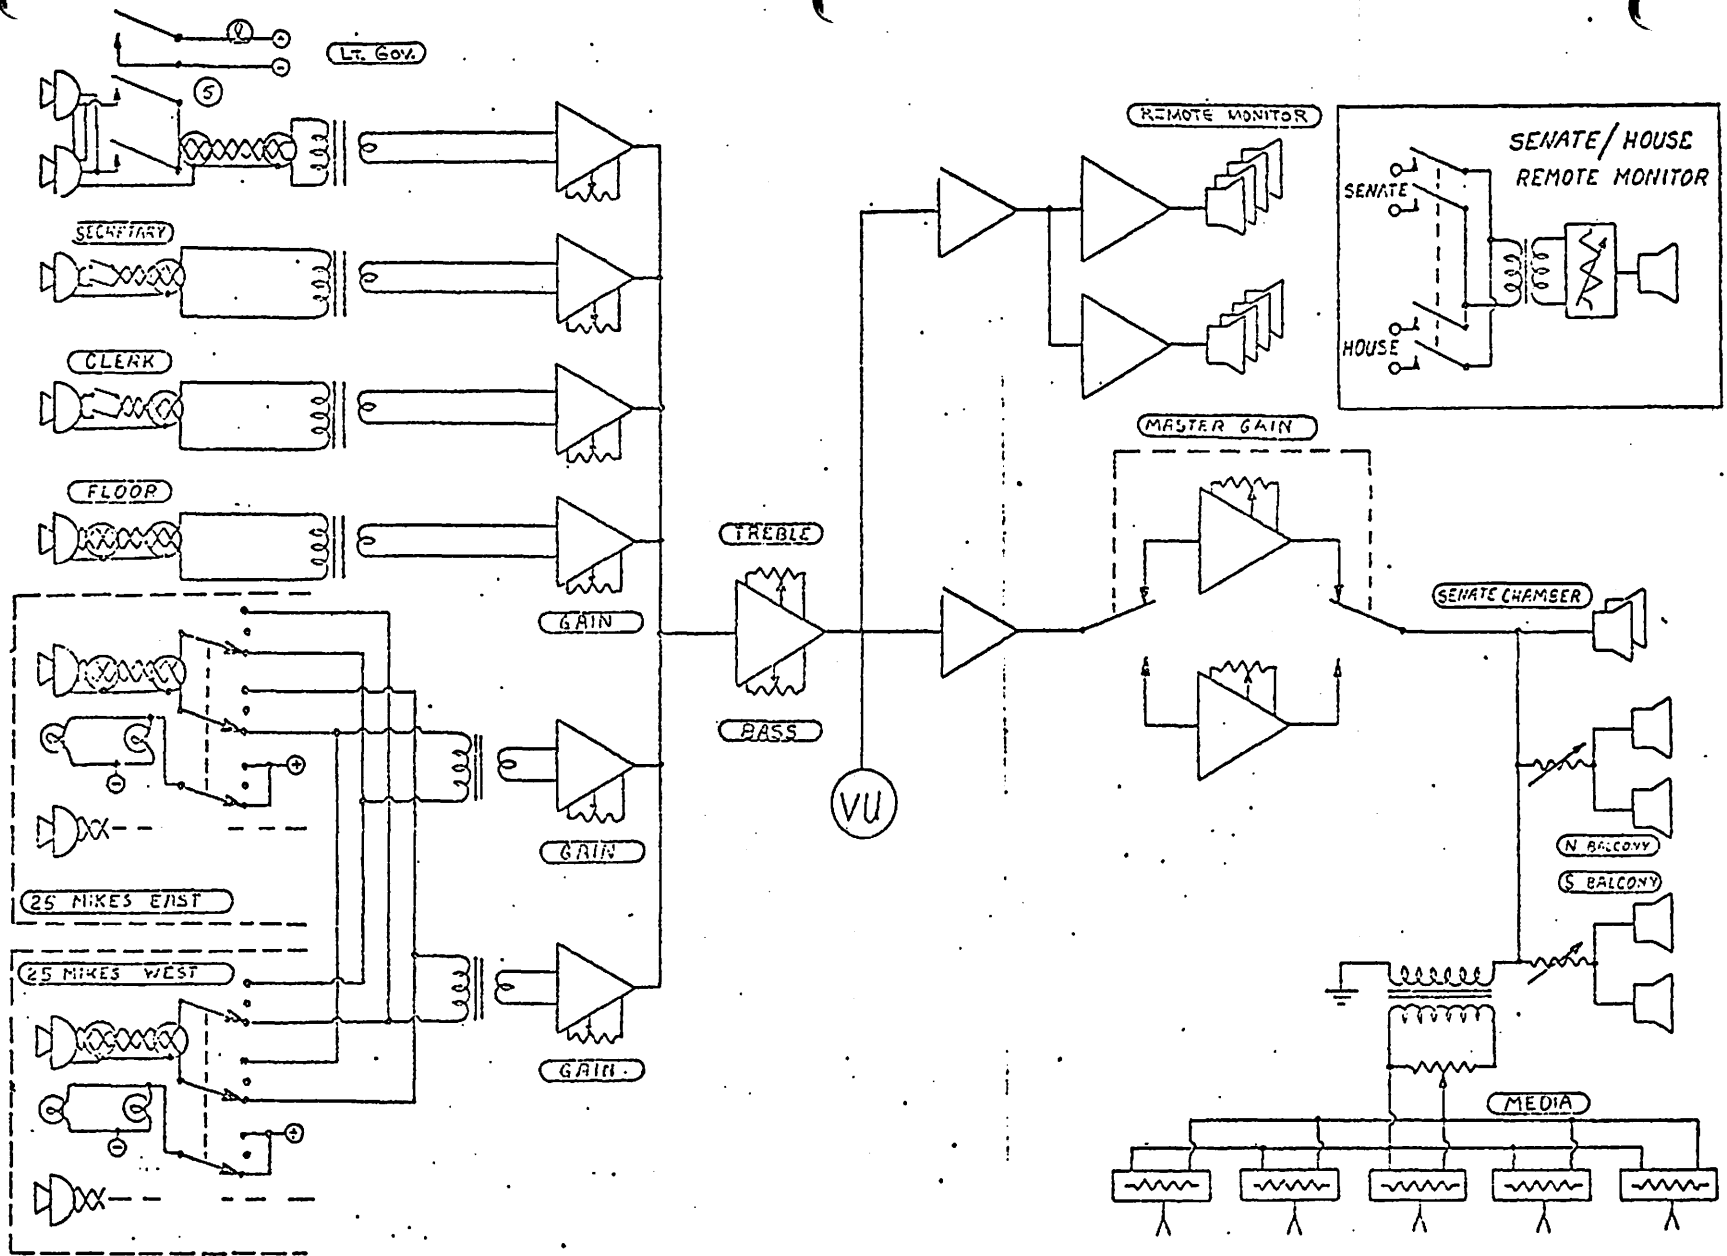 LT. GOV.
5
SECRETARY
CLERK
FLOOR
GAIN
25 MIKES EAST
GAIN
25 MIKES WEST
GAIN
TREBLE
BASS
VU
REMOTE MONITOR
SENATE/HOUSE
REMOTE MONITOR
SENATE
HOUSE
MASTER GAIN
SENATE CHAMBER
N BALCONY
S BALCONY
MEDIA